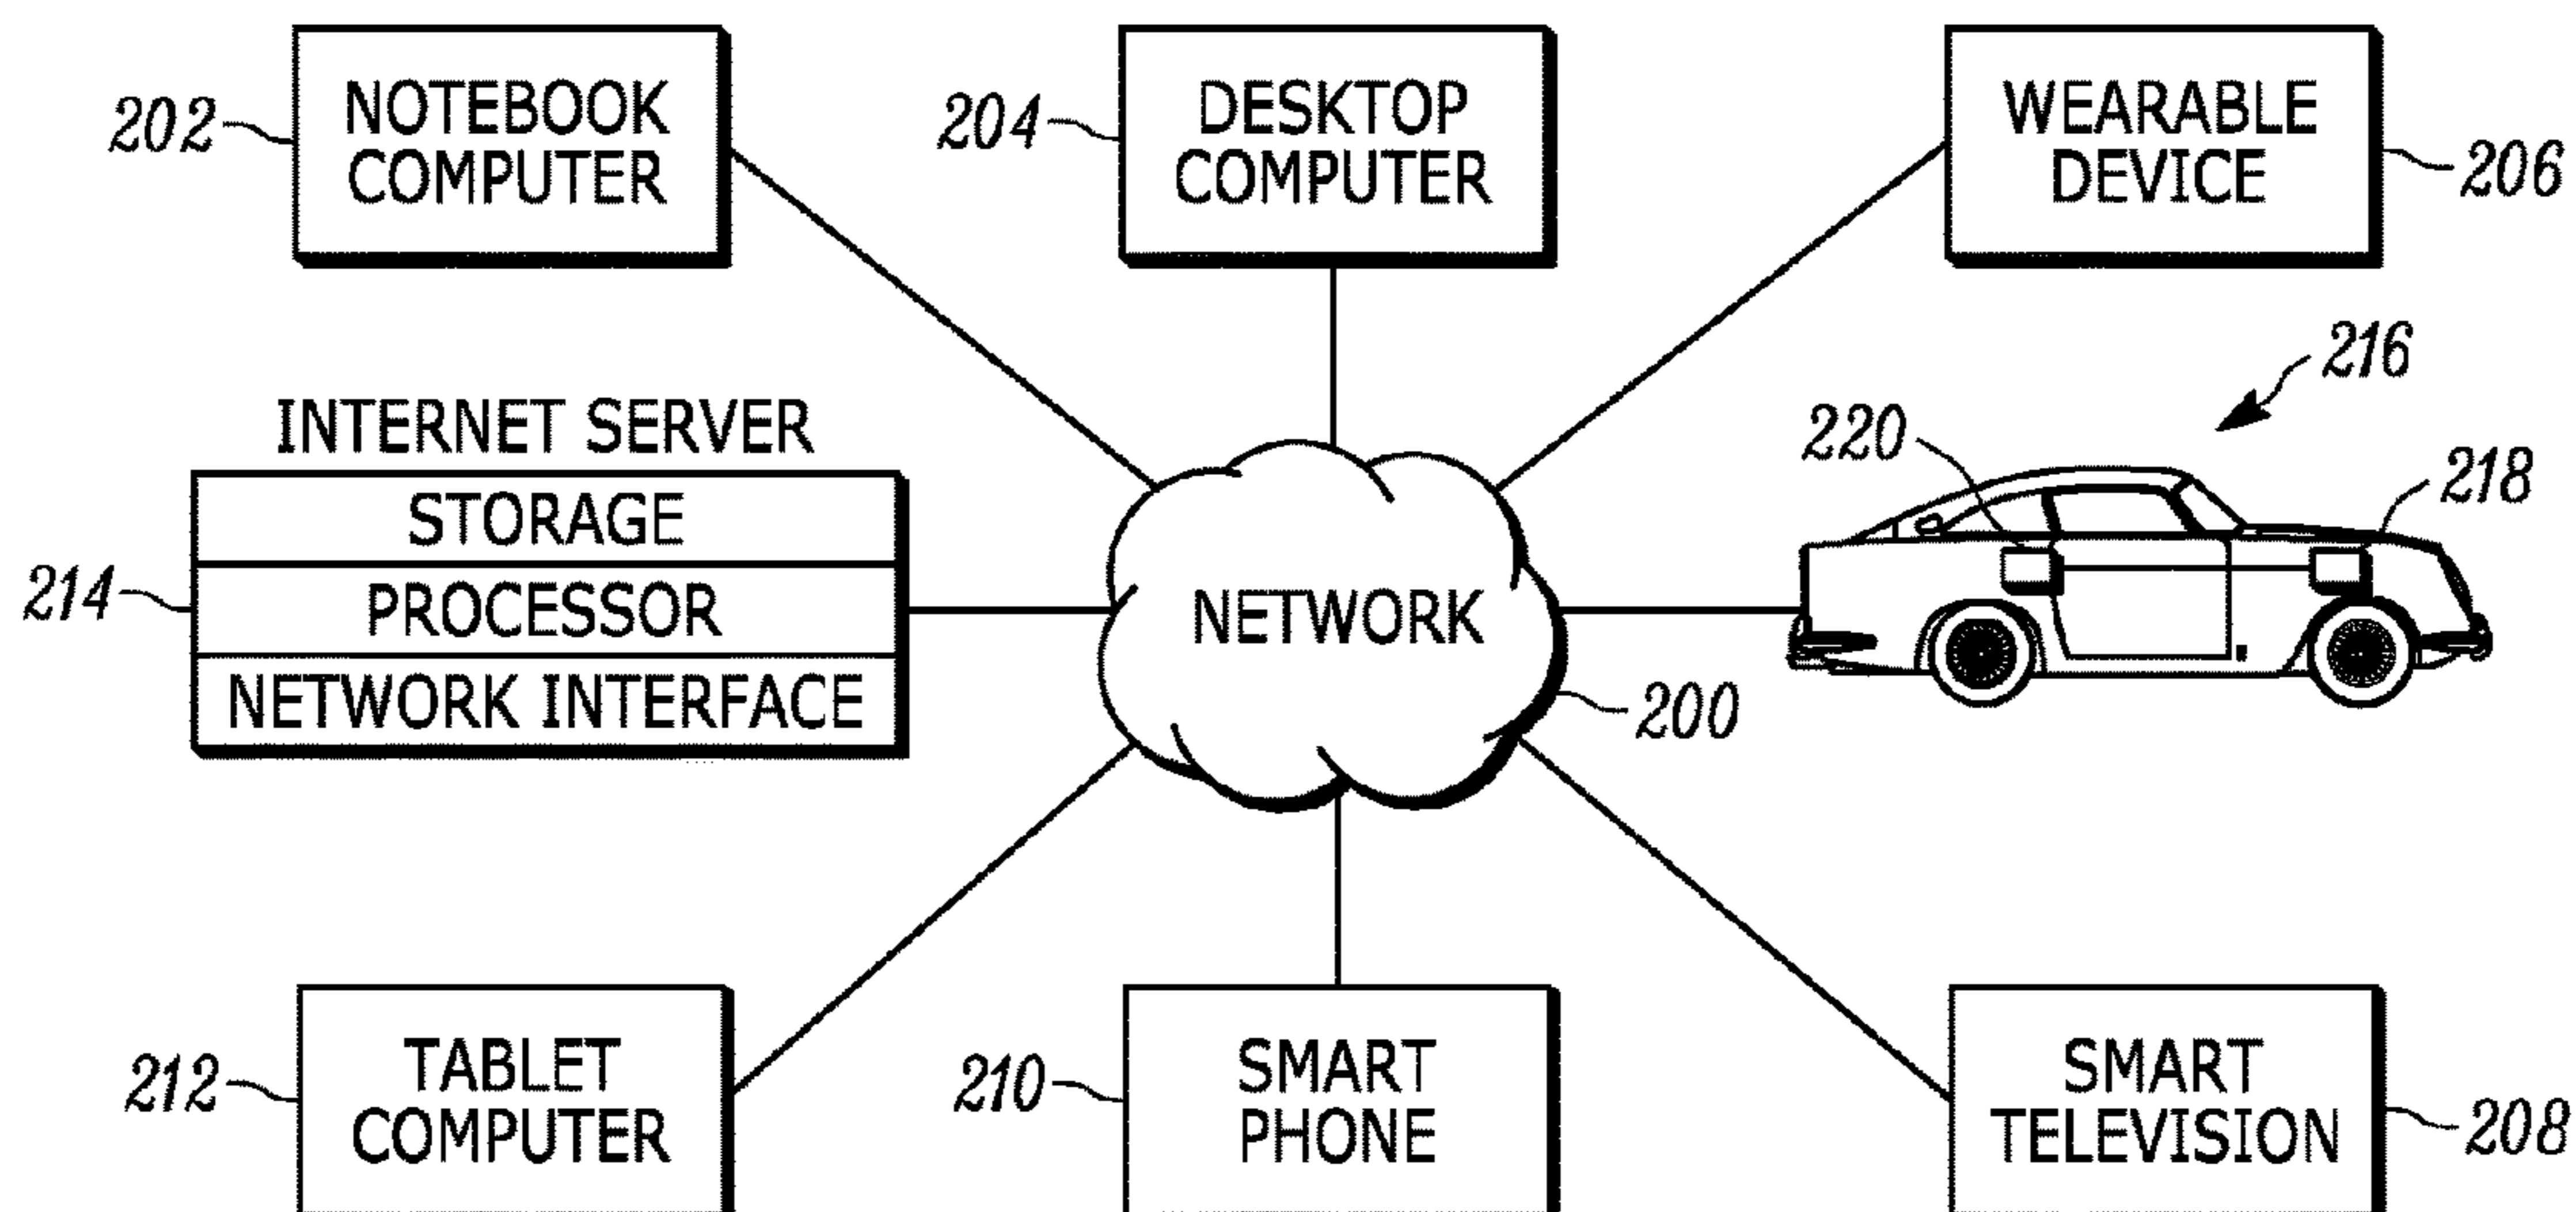 202
NOTEBOOK
COMPUTER
204
DESKTOP
COMPUTER
WEARABLE
DEVICE
206
216
INTERNET SERVER
STORAGE
PROCESSOR
NETWORK INTERFACE
214
NETWORK
200
220
218
212
TABLET
COMPUTER
210
SMART
PHONE
SMART
TELEVISION
208